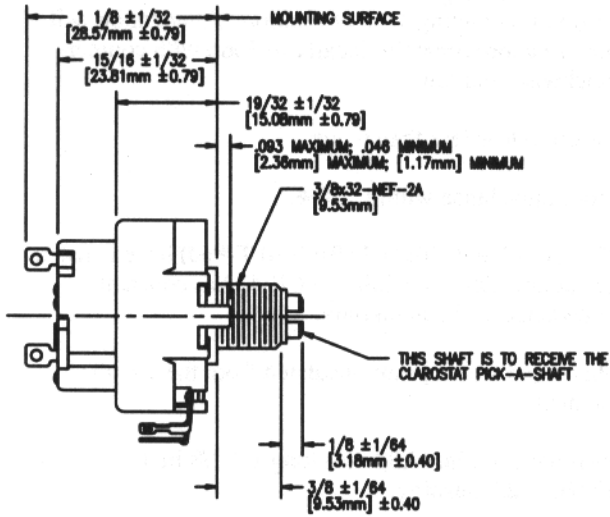 1 1/8 ±1/32
[28.57mm ±0.79]
MOUNTING SURFACE
15/16 ±1/32
[23.81mm ±0.79]
19/32 ±1/32
[15.08mm ±0.79]
.093 MAXIMUM; .046 MINIMUM
[2.36mm] MAXIMUM; [1.17mm] MINIMUM
3/8x32-NEF-2A
[9.53mm]
THIS SHAFT IS TO RECEIVE THE
CLAROSTAT PICK-A-SHAFT
1/8 ±1/64
[3.18mm ±0.40]
3/8 ±1/64
[9.53mm] ±0.40